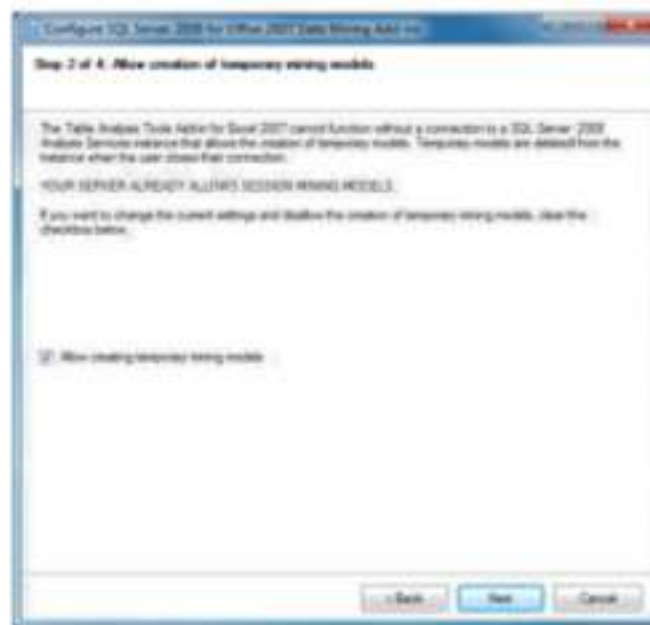 Configure SQL Server 2008 for Office 2007 Data Mining Add-ins
Step 2 of 4: Allow creation of temporary mining models
The Table Analysis Tools Addin for Excel 2007 cannot function without a connection to a SQL Server 2008
Analysis Services instance that allows the creation of temporary models. Temporary models are deleted from the
instance when the user closes their connection.
YOUR SERVER ALREADY ALLOWS SESSION MINING MODELS.
If you want to change the current settings and disallow the creation of temporary mining models, clear the
checkbox below.
Allow creating temporary mining models
< Back
Next
Cancel